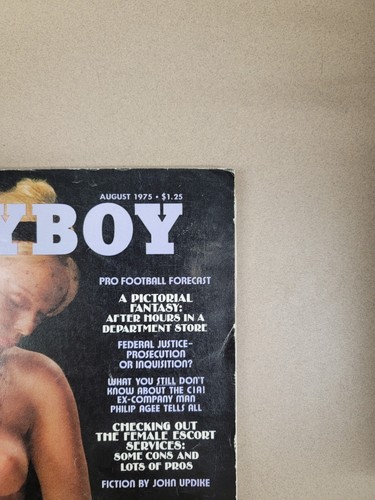 AUGUST 1975 • $1.25
YBOY
PRO FOOTBALL FORECAST
A PICTORIAL
FANTASY:
AFTER HOURS IN A
DEPARTMENT STORE
FEDERAL JUSTICE–
PROSECUTION
OR INQUISITION?
WHAT YOU STILL DON'T
KNOW ABOUT THE CIA!
EX-COMPANY MAN
PHILIP AGEE TELLS ALL
CHECKING OUT
THE FEMALE ESCORT
SERVICES:
SOME CONS AND
LOTS OF PROS
FICTION BY JOHN UPDIKE